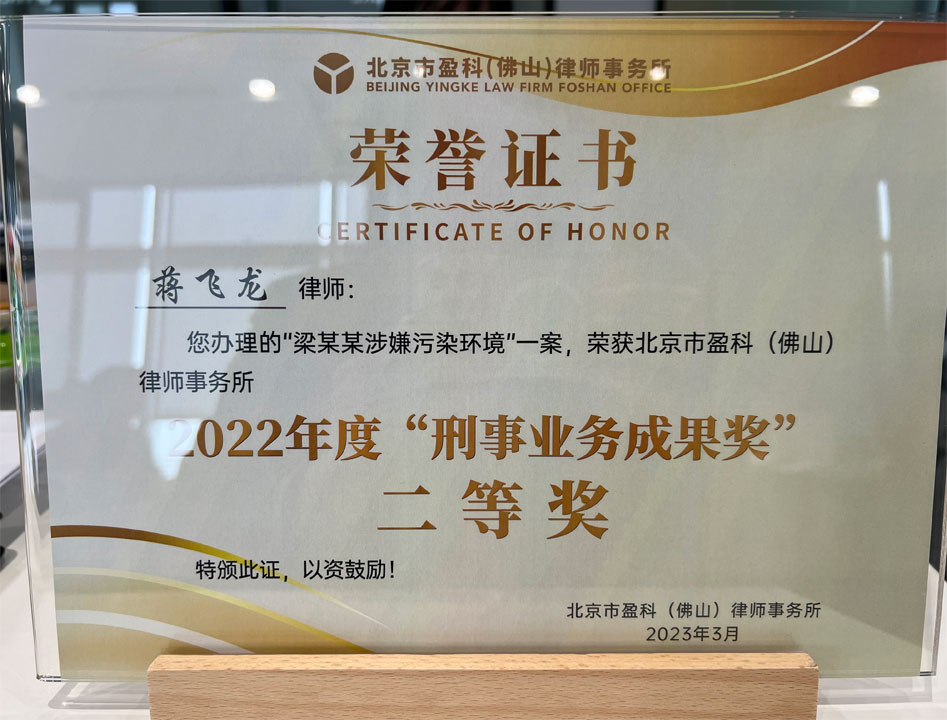 北京市盈科(佛山)律师事务所
BEIJING YINGKE LAW FIRM FOSHAN OFFICE
荣誉证书
CERTIFICATE OF HONOR
蒋飞龙 律师：
您办理的“梁某某涉嫌污染环境”一案，荣获北京市盈科（佛山）
律师事务所
2022年度“刑事业务成果奖”
二等奖
特颁此证，以资鼓励！
北京市盈科（佛山）律师事务所
2023年3月